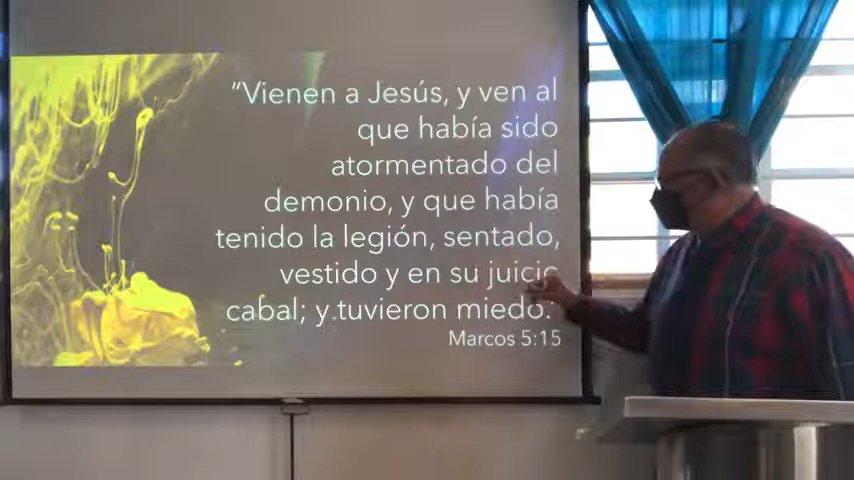 “Vienen a Jesús, y ven al
que había sido
atormentado del
demonio, y que había
tenido la legión, sentado,
vestido y en su juicio
cabal; y tuvieron miedo.
Marcos 5:15